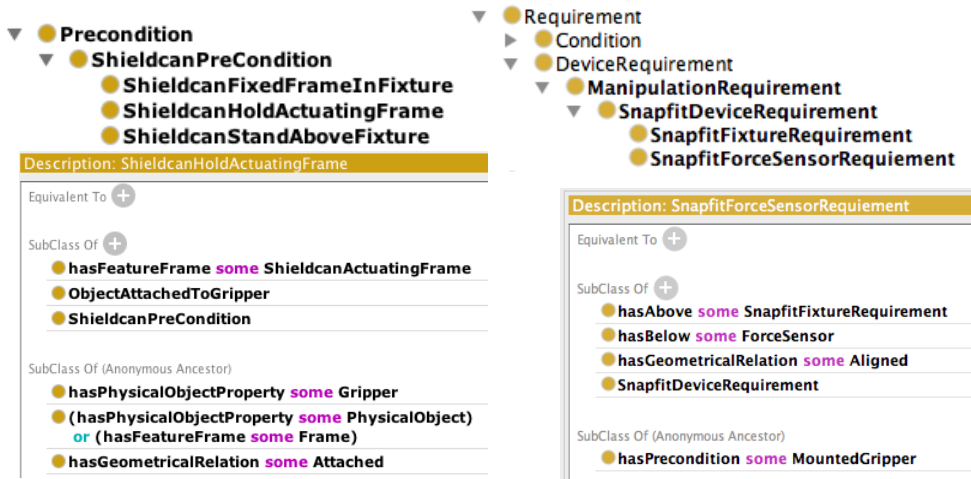 Precondition
ShieldcanPreCondition
ShieldcanFixedFrameInFixture
ShieldcanHoldActuatingFrame
ShieldcanStandAboveFixture
Description: ShieldcanHoldActuatingFrame
Equivalent To
SubClass Of
hasFeatureFrame some ShieldcanActuatingFrame
ObjectAttachedToGripper
ShieldcanPreCondition
SubClass Of (Anonymous Ancestor)
hasPhysicalObjectProperty some Gripper
(hasPhysicalObjectProperty some PhysicalObject)
or (hasFeatureFrame some Frame)
hasGeometricalRelation some Attached
Requirement
Condition
DeviceRequirement
ManipulationRequirement
SnapfitDeviceRequirement
SnapfitFixtureRequirement
SnapfitForceSensorRequiement
Description: SnapfitForceSensorRequiement
Equivalent To
SubClass Of
hasAbove some SnapfitFixtureRequirement
hasBelow some ForceSensor
hasGeometricalRelation some Aligned
SnapfitDeviceRequirement
SubClass Of (Anonymous Ancestor)
hasPrecondition some MountedGripper